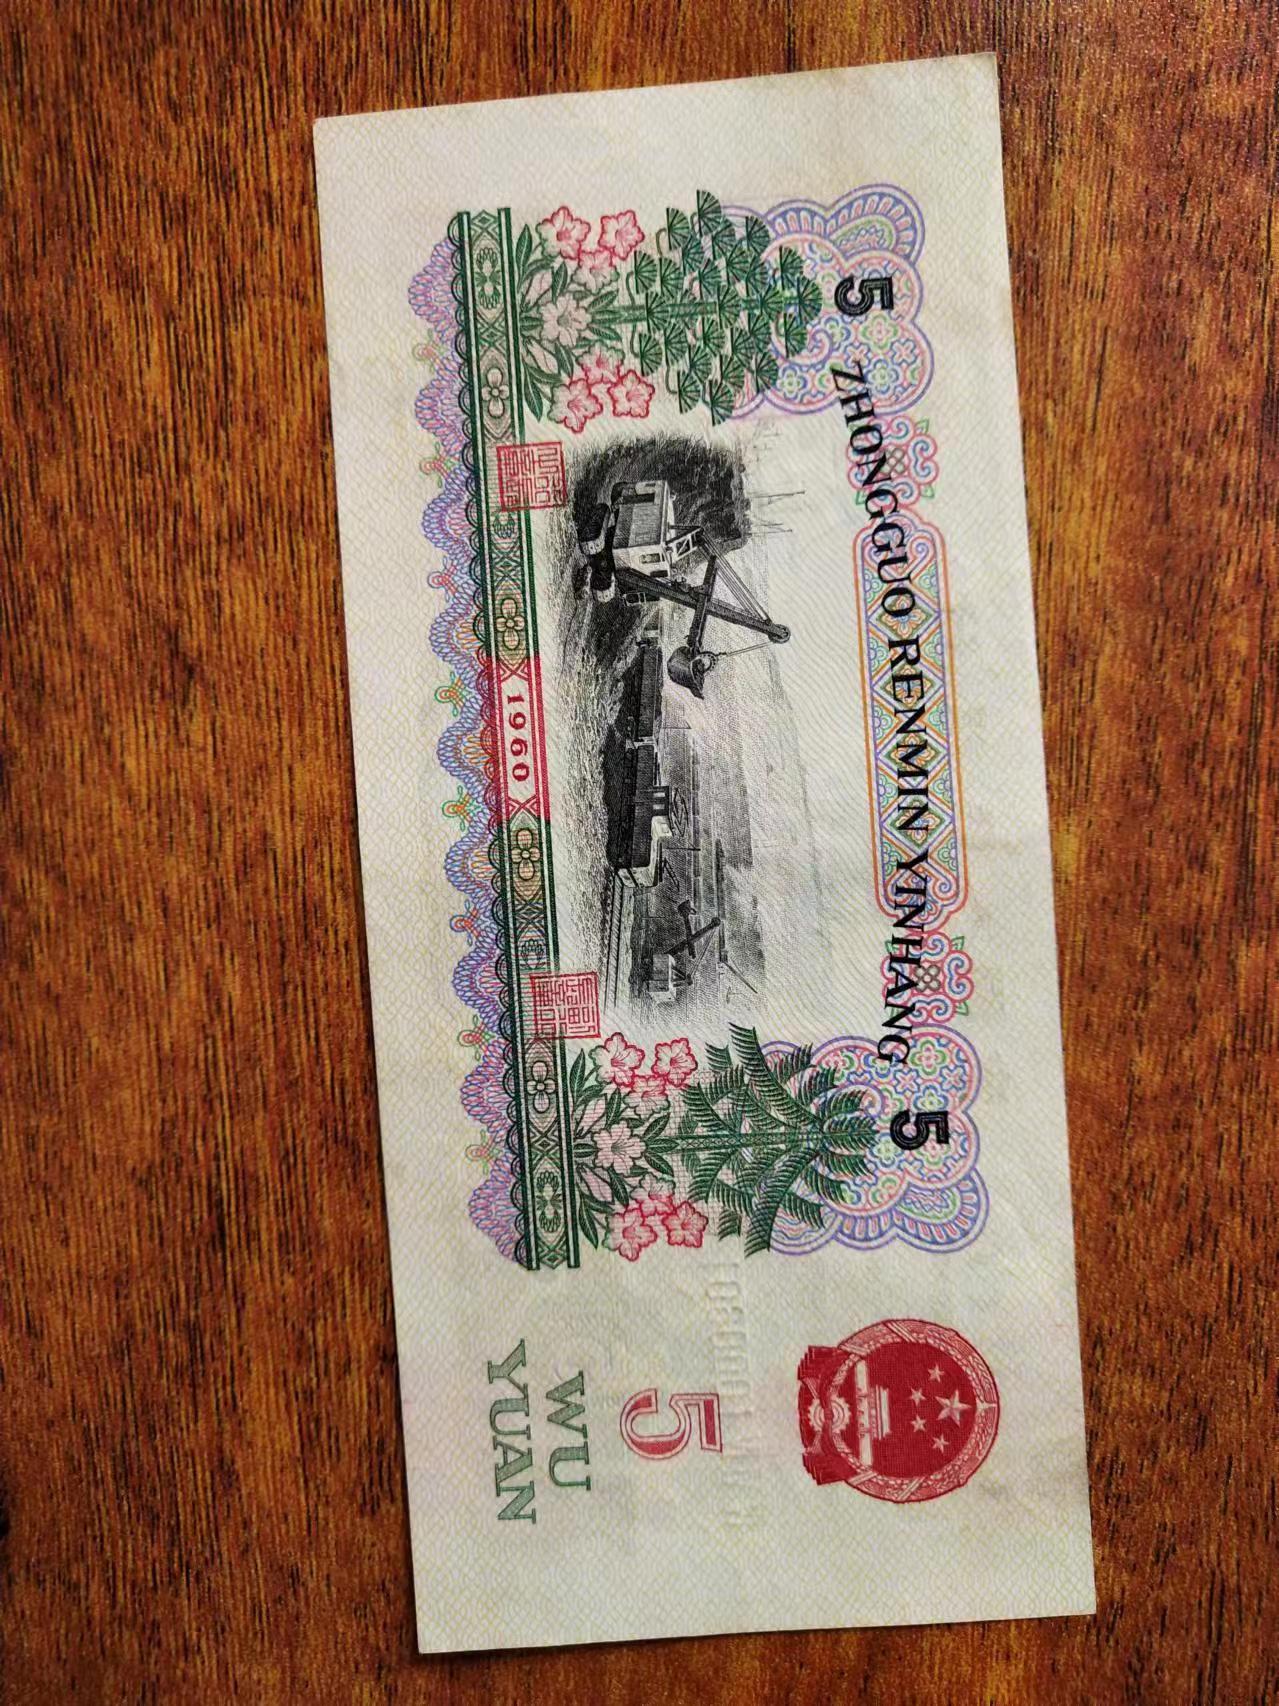 5 ZHONGGUO RENMIN YINHANG 5
1960
5
WU
YUAN